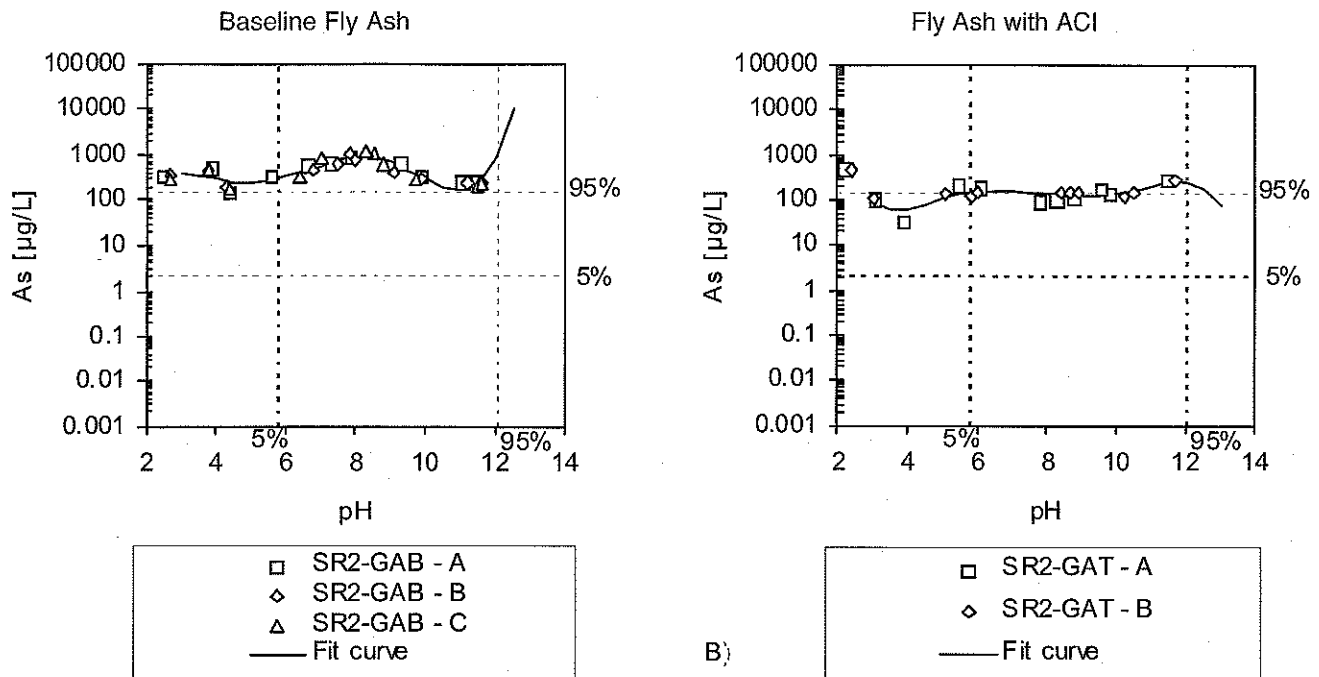 Baseline Fly Ash
100000
10000
1000
100
10
1
0.1
0.01
0.001
As [µg/L]
95%
5%
5%
95%
2
4
6
8
10
12
14
pH
SR2-GAB - A
SR2-GAB - B
SR2-GAB - C
Fit curve
Fly Ash with ACI
100000
10000
1000
100
10
1
0.1
0.01
0.001
As [µg/L]
95%
5%
5%
95%
2
4
6
8
10
12
14
pH
SR2-GAT - A
SR2-GAT - B
Fit curve
B)